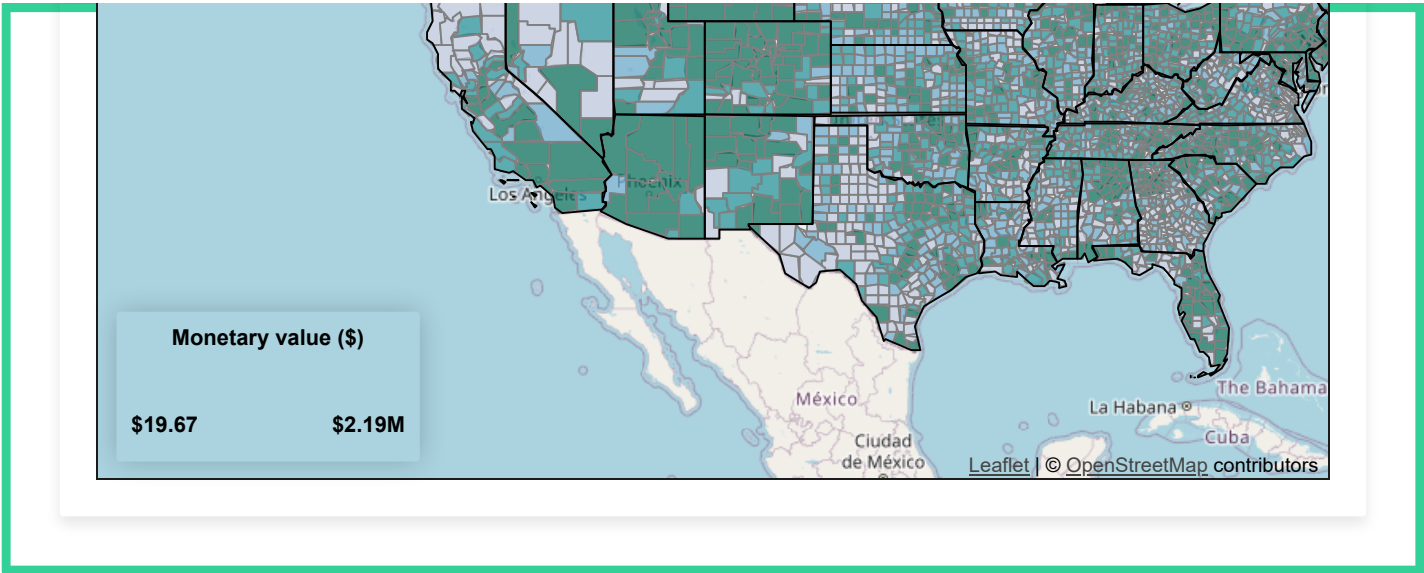 Los Angeles
Phoenix
Monetary value ($)
$19.67 $2.19M
México
Ciudad
de México
La Habana
The Bahama
Cuba
Leaflet | © OpenStreetMap contributors